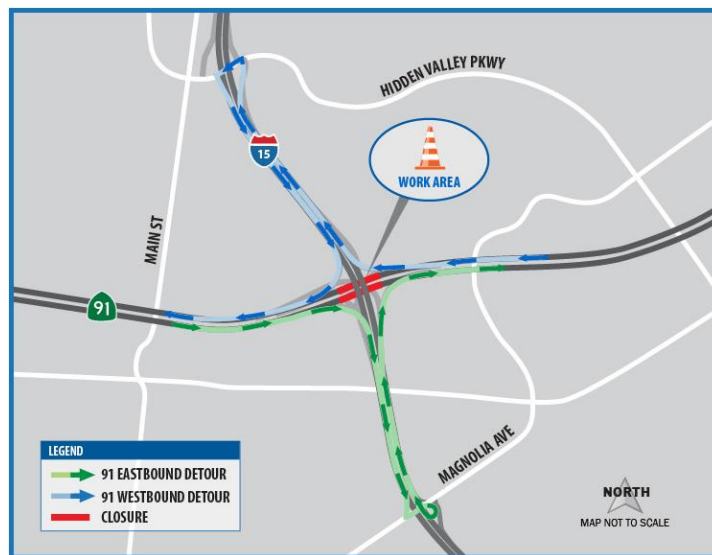 HIDDEN VALLEY PKWY
15
WORK AREA
MAIN ST
91
MAGNOLIA AVE
LEGEND
91 EASTBOUND DETOUR
91 WESTBOUND DETOUR
CLOSURE
NORTH
MAP NOT TO SCALE